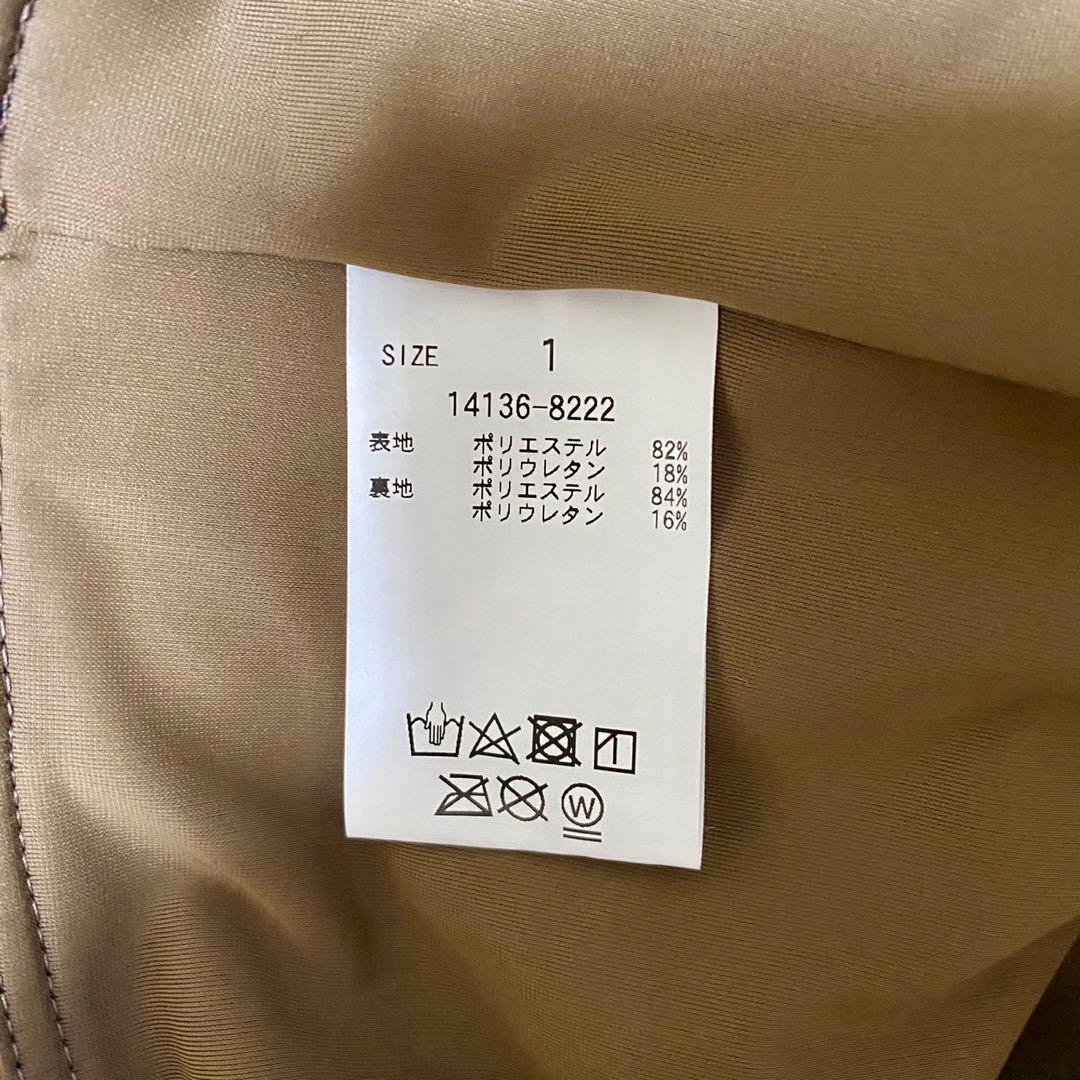 SIZE 1
14136-8222
表地 ポリエステル 82%
ポリウレタン 18%
裏地 ポリエステル 84%
ポリウレタン 16%
W